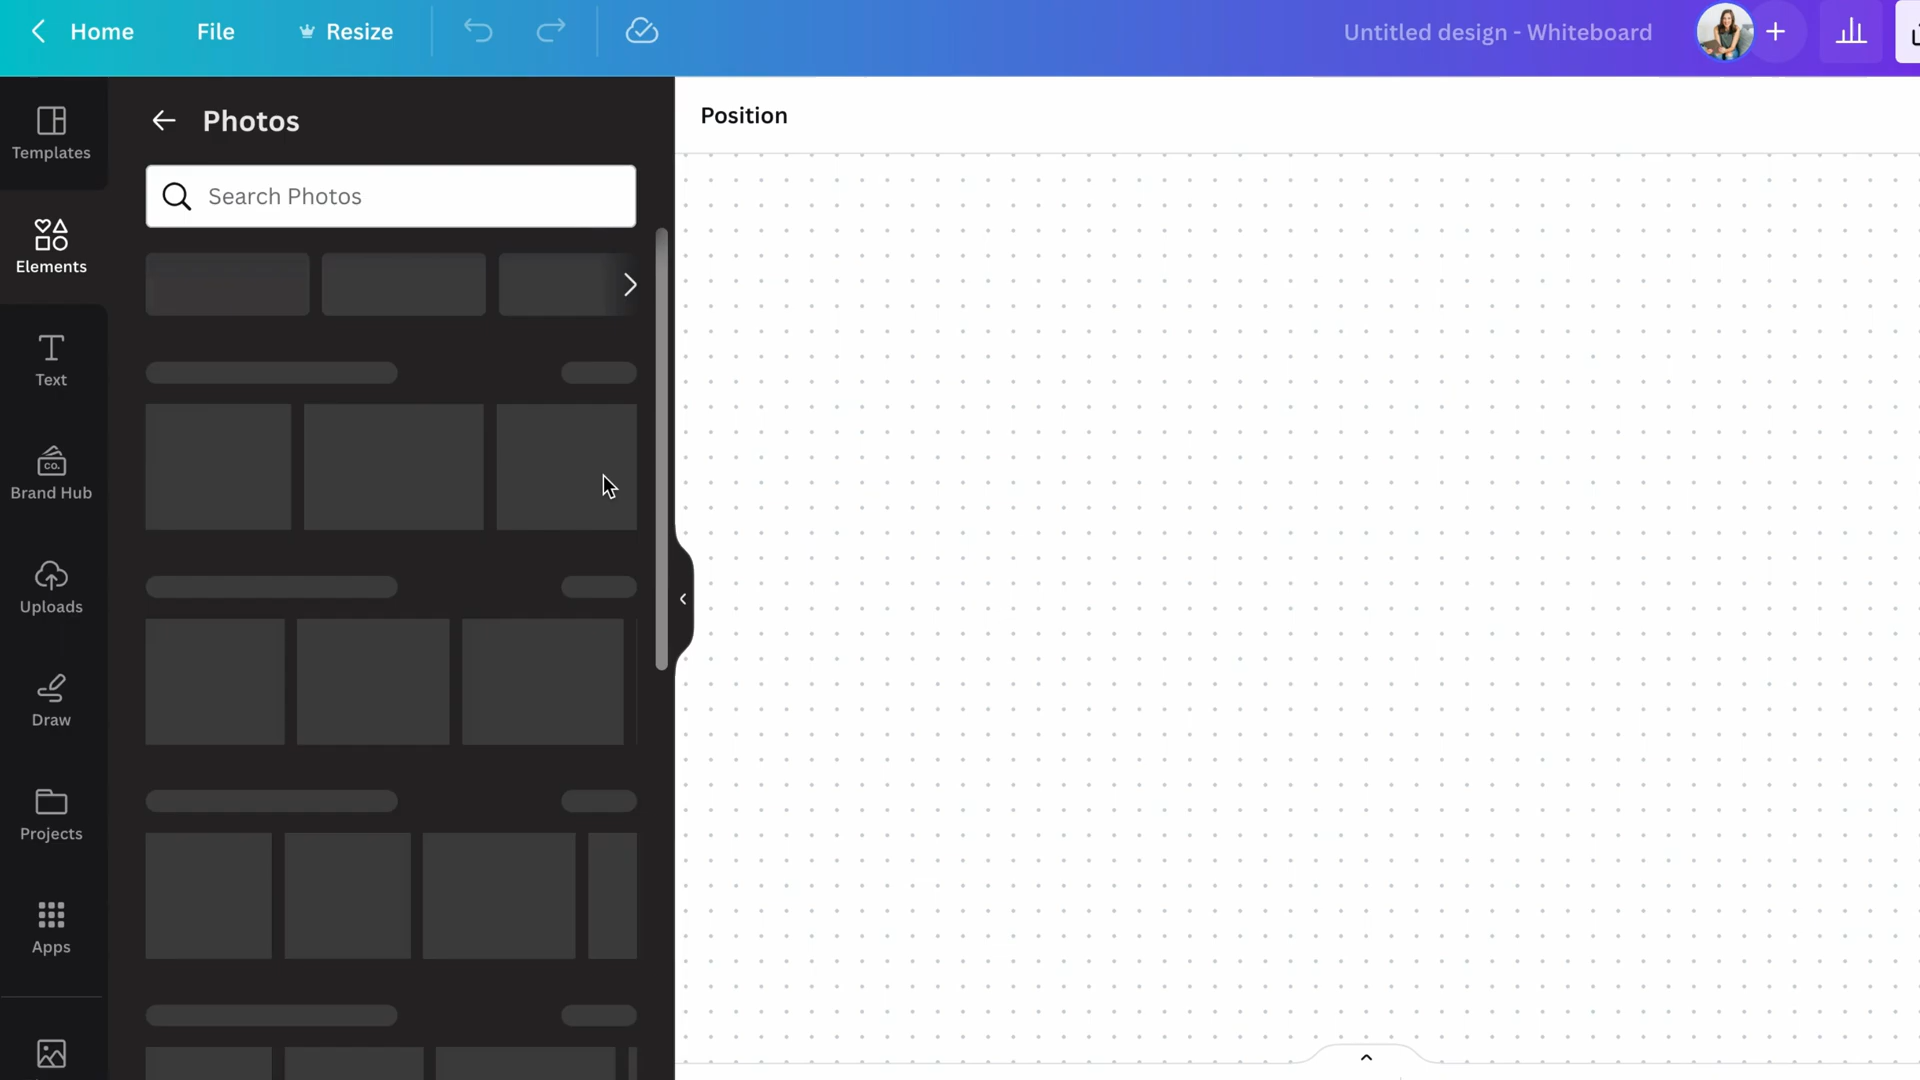 Home
File
Resize
Untitled design - Whiteboard
Templates
Photos
Position
Search Photos
Elements
Text
CO.
Brand Hub
Uploads
Draw
Projects
Apps